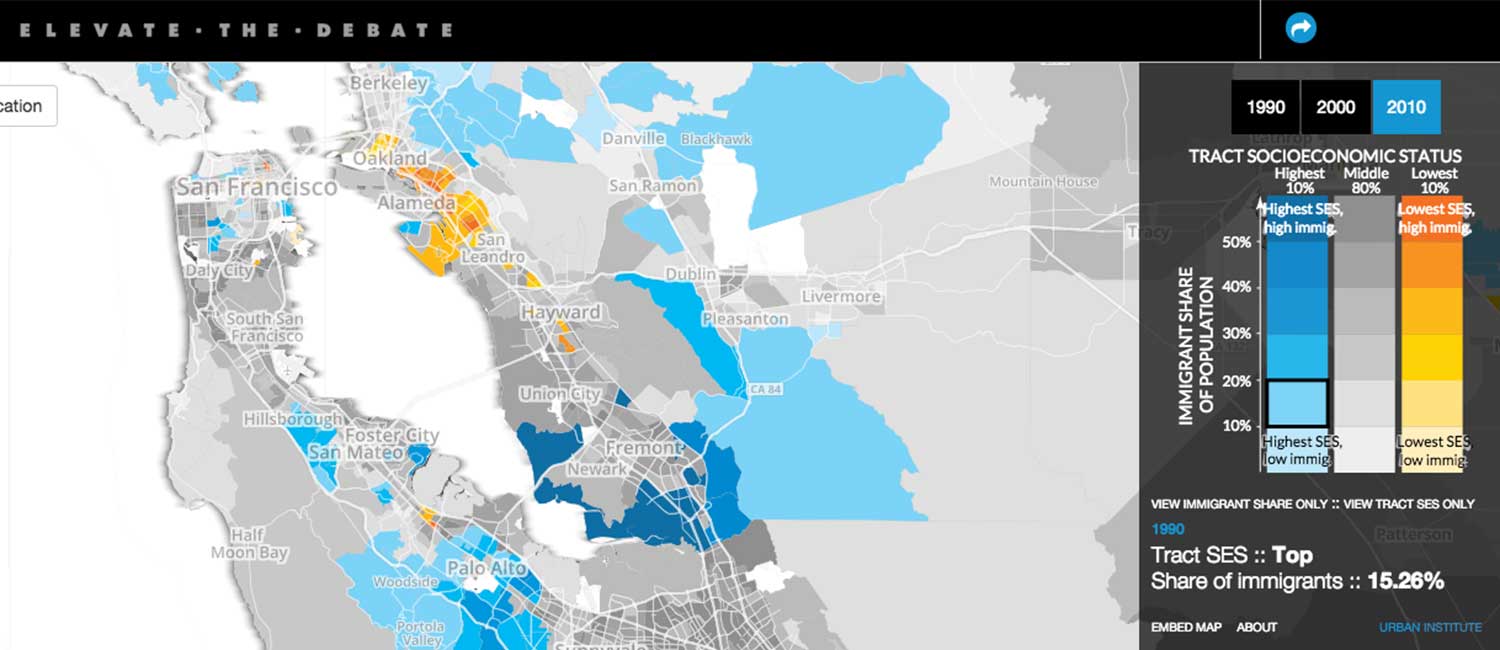 ELEVATE · THE · DEBATE
cation
1990
2000
2010
TRACT SOCIOECONOMIC STATUS
Highest 10%
Middle 80%
Lowest 10%
Highest SES, high immig.
Lowest SES, high immig.
50%
40%
30%
20%
10%
IMMIGRANT SHARE
OF POPULATION
Highest SES, low immig.
Lowest SES, low immig.
VIEW IMMIGRANT SHARE ONLY :: VIEW TRACT SES ONLY
1990
Tract SES :: Top
Share of immigrants :: 15.26%
EMBED MAP
ABOUT
URBAN INSTITUTE
Berkeley
Oakland
Danville
Blackhawk
San Francisco
Alameda
San Ramon
Mountain House
Lathrop
Tracy
San
Leandro
Daly City
Dublin
Livermore
Hayward
Pleasanton
South San
Francisco
CA 84
Union City
Hillsborough
Foster City
San Mateo
Fremont
Newark
Half
Moon Bay
Patterson
Palo Alto
Woodside
Portola
Valley
Sunnyvale